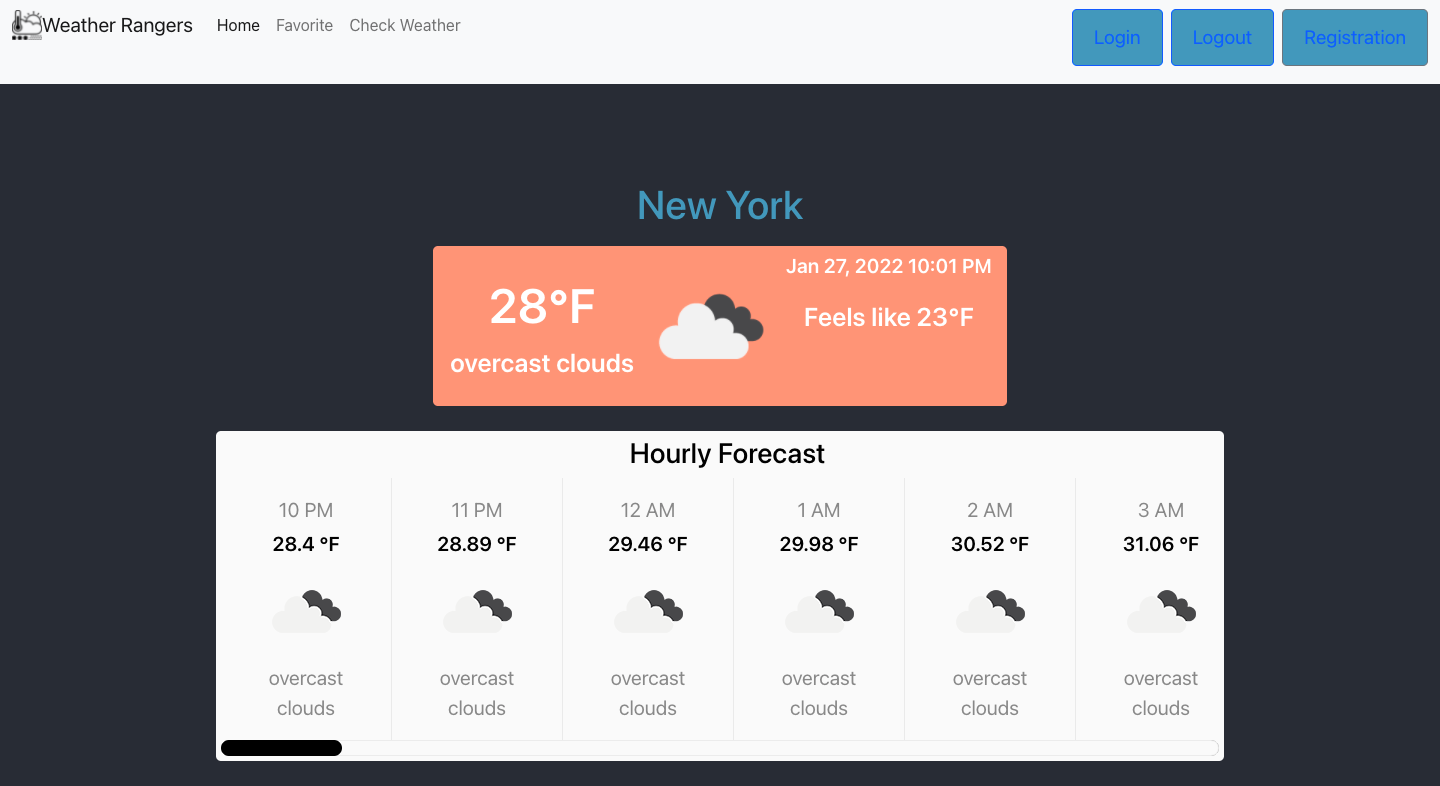 Weather Rangers Home Favorite Check Weather Login Logout Registration
New York
Jan 27, 2022 10:01 PM
28°F
Feels like 23°F
overcast clouds
Hourly Forecast
10 PM 11 PM 12 AM 1 AM 2 AM 3 AM
28.4 °F 28.89 °F 29.46 °F 29.98 °F 30.52 °F 31.06 °F
overcast overcast overcast overcast overcast overcast
clouds clouds clouds clouds clouds clouds